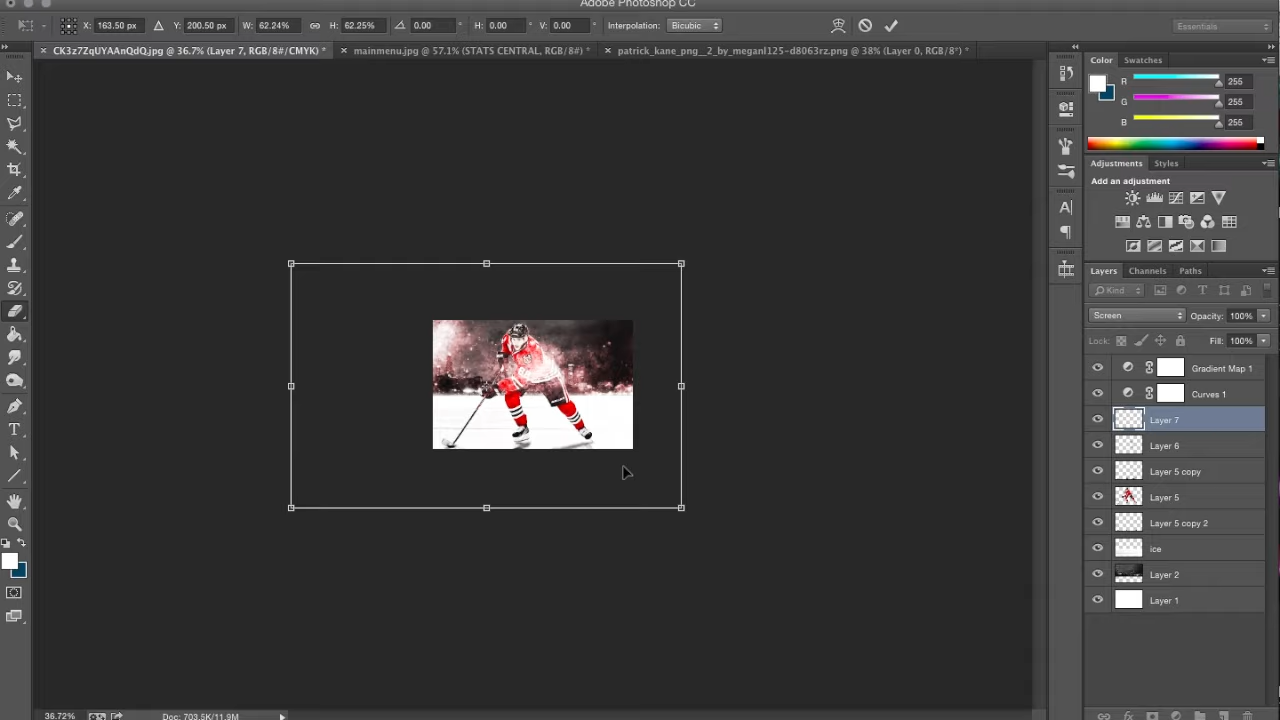 Adobe Photoshop CC
X: 163.50 px Y: 200.50 px W: 62.24% H: 62.25% 0.00 ° H: 0.00 ° V: 0.00 ° Interpolation: Bicubic Essentials
CK3z7ZqUYAAnQdQ.jpg @ 36.7% (Layer 7, RGB/8#/CMYK) * mainmenu.jpg @ 57.1% (STATS CENTRAL, RGB/8#) * patrick_kane_png__2_by_meganl125-d8063rz.png @ 38% (Layer 0, RGB/8*) *
Color Swatches
R 255
G 255
B 255
Adjustments Styles
Add an adjustment
Layers Channels Paths
Kind
Screen Opacity: 100%
Lock: Fill: 100%
Gradient Map 1
Curves 1
Layer 7
Layer 6
Layer 5 copy
Layer 5
Layer 5 copy 2
ice
Layer 2
Layer 1
36.72% Doc: 703.5K/11.9M